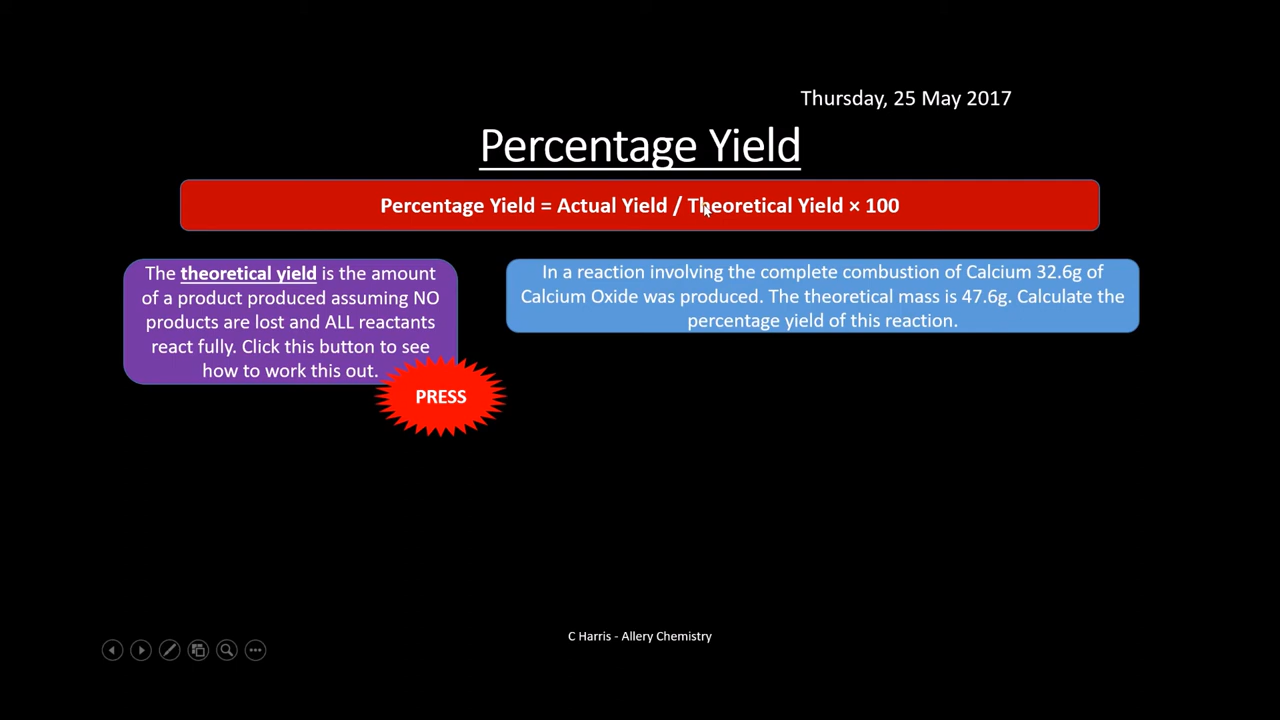 Thursday, 25 May 2017
Percentage Yield
Percentage Yield = Actual Yield / Theoretical Yield × 100
The theoretical yield is the amount
of a product produced assuming NO
products are lost and ALL reactants
react fully. Click this button to see
how to work this out.
PRESS
In a reaction involving the complete combustion of Calcium 32.6g of
Calcium Oxide was produced. The theoretical mass is 47.6g. Calculate the
percentage yield of this reaction.
C Harris - Allery Chemistry